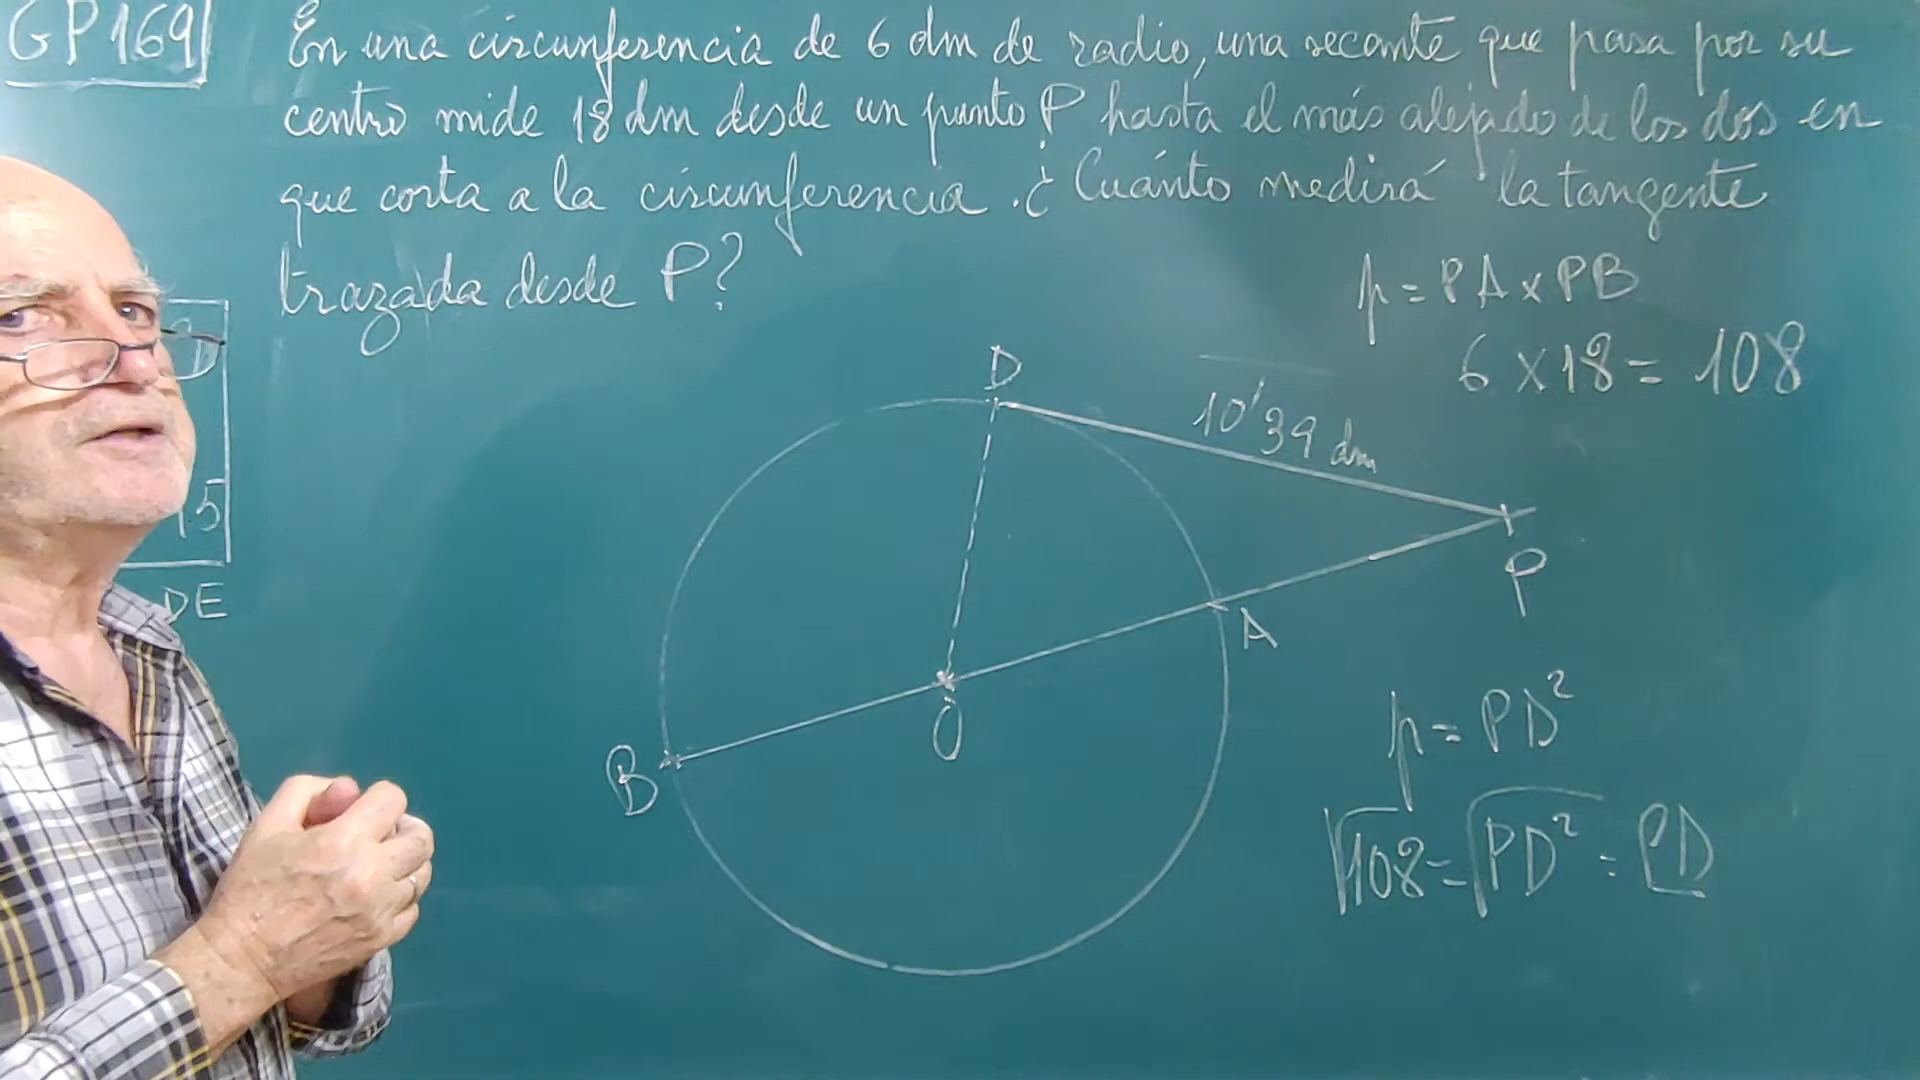 GP169
En una circunferencia de 6 dm de radio, una secante que pasa por su
centro mide 18 dm desde un punto P hasta el más alejado de los dos en
que corta a la circunferencia. ¿Cuánto medirá la tangente
trazada desde P?
p = PA x PB
6 x 18 = 108
D
10'39 dm
P
A
O
B
p = PD²
√108 = √PD² = PD
5
DE